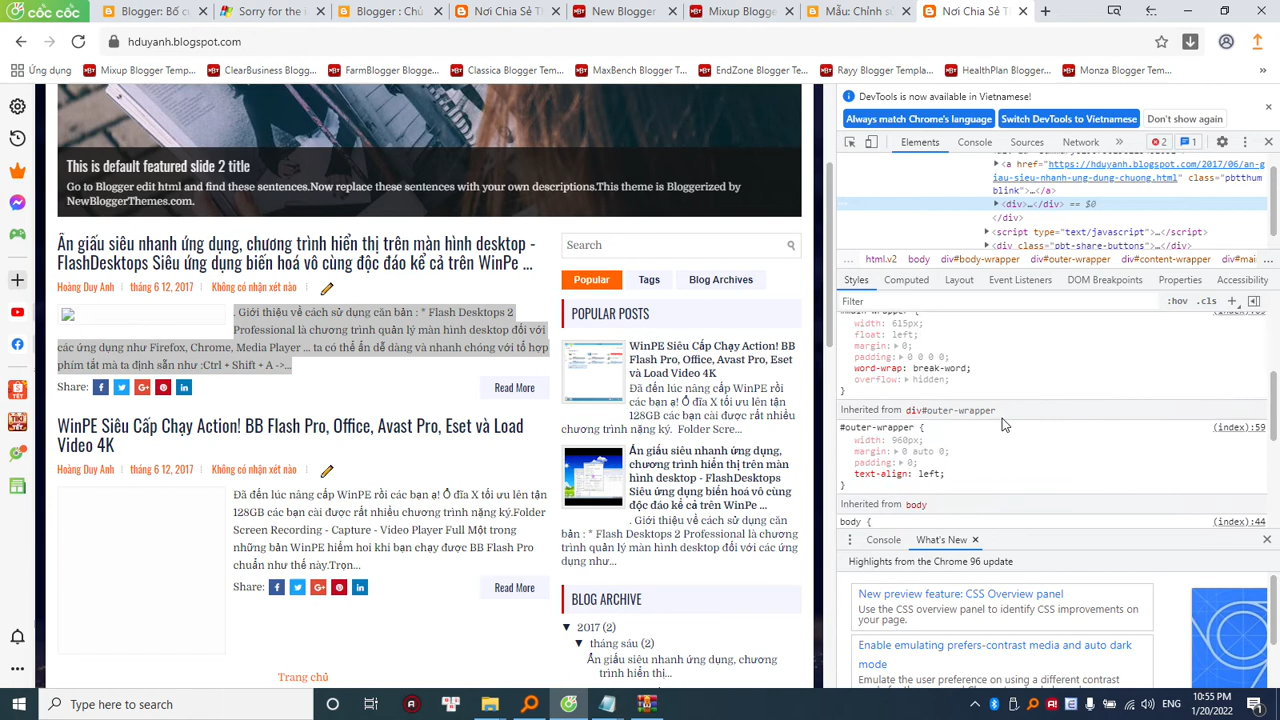 cốc cốc
Blogger: Bố cụ
Sorry for the i
Blogger : Chủ
Nơi Chia Sẻ Th
New Blogger
Mixup Blogger
Mẫu: Chỉnh sử
Nơi Chia Sẻ Th
hduyanh.blogspot.com
Ứng dụng
Mixup Blogger Temp...
ClearBusiness Blogg...
FarmBlogger Blogge...
Classica Blogger Tem...
MaxBench Blogger T...
EndZone Blogger Te...
Rayy Blogger Templa...
HealthPlan Blogger...
Monza Blogger Temp...
This is default featured slide 2 title
Go to Blogger edit html and find these sentences.Now replace these sentences with your own descriptions.This theme is Bloggerized by
NewBloggerThemes.com.
Ẩn giấu siêu nhanh ứng dụng, chương trình hiển thị trên màn hình desktop -
FlashDesktops Siêu ứng dụng biến hoá vô cùng độc đáo kể cả trên WinPe ...
Hoàng Duy Anh
tháng 6 12, 2017
Không có nhận xét nào
. Giới thiệu về cách sử dụng căn bản : * Flash Desktops 2
Professional là chương trình quản lý màn hình desktop đối với
các ứng dụng như Firefox, Chrome, Media Player ... ta có thể ẩn dễ dàng và nhanh chóng với tổ hợp
phím tắt mà ta định sẵn như :Ctrl + Shift + A ->,...
Share:
Read More
WinPE Siêu Cấp Chạy Action! BB Flash Pro, Office, Avast Pro, Eset và Load
Video 4K
Hoàng Duy Anh
tháng 6 12, 2017
Không có nhận xét nào
Đã đến lúc nâng cấp WinPE rồi các bạn ạ! Ổ đĩa X tối ưu lên tận
128GB các bạn cài được rất nhiều chương trình nặng ký.Folder
Screen Recording - Capture - Video Player Full Một trong
những bản WinPE hiếm hoi khi bạn chạy được BB Flash Pro
chuẩn như thế này.Trọn...
Share:
Read More
Trang chủ
Search
Popular
Tags
Blog Archives
POPULAR POSTS
WinPE Siêu Cấp Chạy Action! BB
Flash Pro, Office, Avast Pro, Eset
và Load Video 4K
Đã đến lúc nâng cấp WinPE rồi
các bạn ạ! Ổ đĩa X tối ưu lên tận
128GB các bạn cài được rất nhiều
chương trình nặng ký.  Folder Scre...
Ẩn giấu siêu nhanh ứng dụng,
chương trình hiển thị trên màn
hình desktop - FlashDesktops
Siêu ứng dụng biến hoá vô cùng
độc đáo kể cả trên WinPe ...
. Giới thiệu về cách sử dụng căn
bản : * Flash Desktops 2 Professional là chương
trình quản lý màn hình desktop đối với các ứng
dụng như...
BLOG ARCHIVE
▼ 2017 (2)
▼ tháng sáu (2)
Ẩn giấu siêu nhanh ứng dụng, chương
trình hiển thị...
DevTools is now available in Vietnamese!
Always match Chrome's language
Switch DevTools to Vietnamese
Don't show again
Elements
Console
Sources
Network
2
1
<a href="https://hduyanh.blogspot.com/2017/06/an-g
iau-sieu-nhanh-ung-dung-chuong.html" class="pbtthum
blink">…</a>
<div>…</div> == $0
</div>
<script type="text/javascript">…</script>
<div class="pbt-share-buttons">…</div>
html.v2
body
div#body-wrapper
div#outer-wrapper
div#content-wrapper
div#mai
Styles
Computed
Layout
Event Listeners
DOM Breakpoints
Properties
Accessibility
Filter
:hov
.cls
#main-wrapper {
width: 615px;
float: left;
margin: 0;
padding: 0 0 0 0;
word-wrap: break-word;
overflow: hidden;
}
Inherited from div#outer-wrapper
#outer-wrapper {
(index):59
width: 960px;
margin: 0 auto 0;
padding: 0;
text-align: left;
}
Inherited from body
body {
(index):44
Console
What's New
Highlights from the Chrome 96 update
New preview feature: CSS Overview panel
Use the CSS overview panel to identify CSS improvements on
your page.
Enable emulating prefers-contrast media and auto dark
mode
Emulate the user preference on using a different contrast
Type here to search
ENG
10:55 PM
1/20/2022